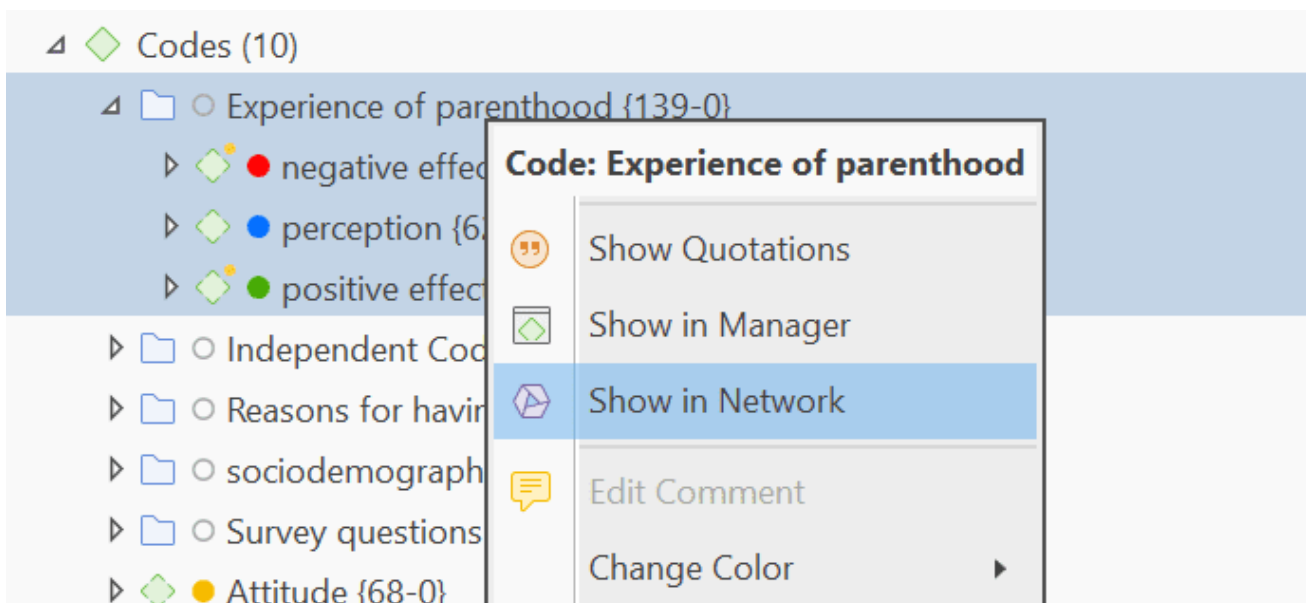 Codes (10)
Experience of parenthood {139-0}
negative effec
perception {62
positive effec
Independent Cod
Reasons for havin
sociodemograph
Survey questions
Attitude {68-0}
Code: Experience of parenthood
Show Quotations
Show in Manager
Show in Network
Edit Comment
Change Color